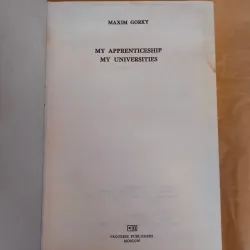 MAXIM GORKY
MY APPRENTICESHIP
MY UNIVERSITIES
PROGRESS PUBLISHERS
MOSCOW